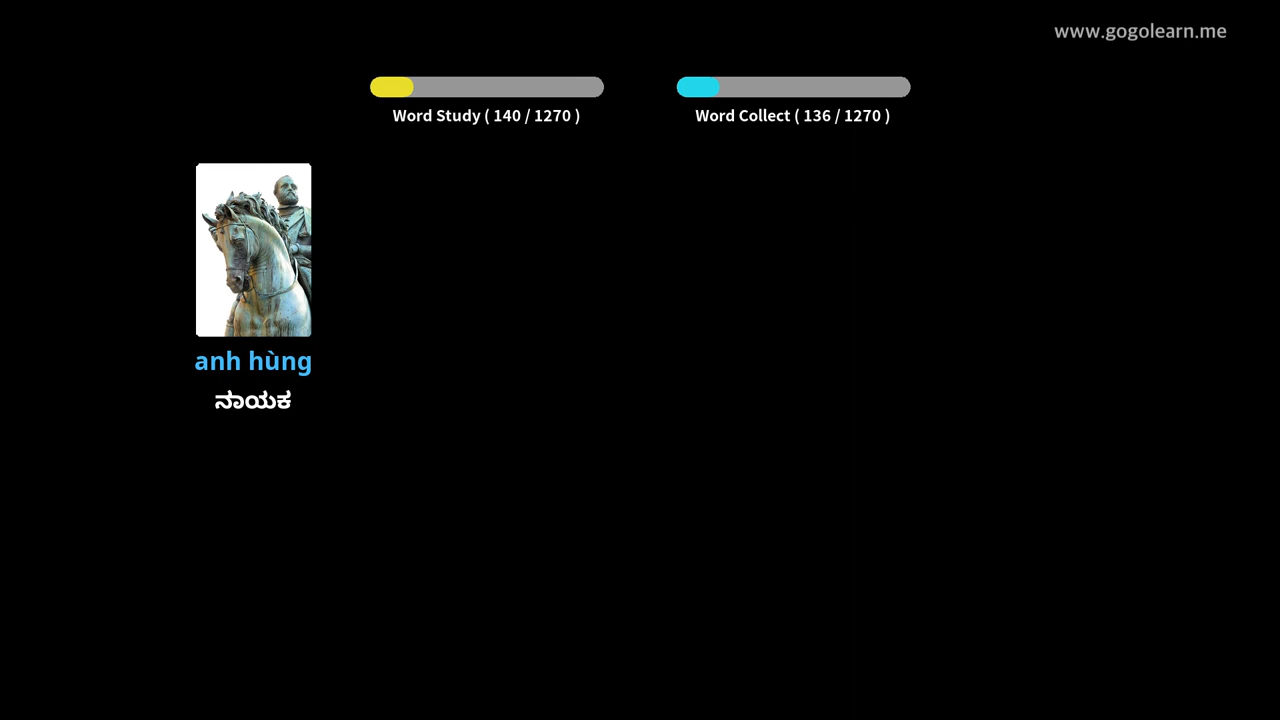 www.gogolearn.me
Word Study ( 140 / 1270 )
Word Collect ( 136 / 1270 )
anh hùng
ನಾಯಕ